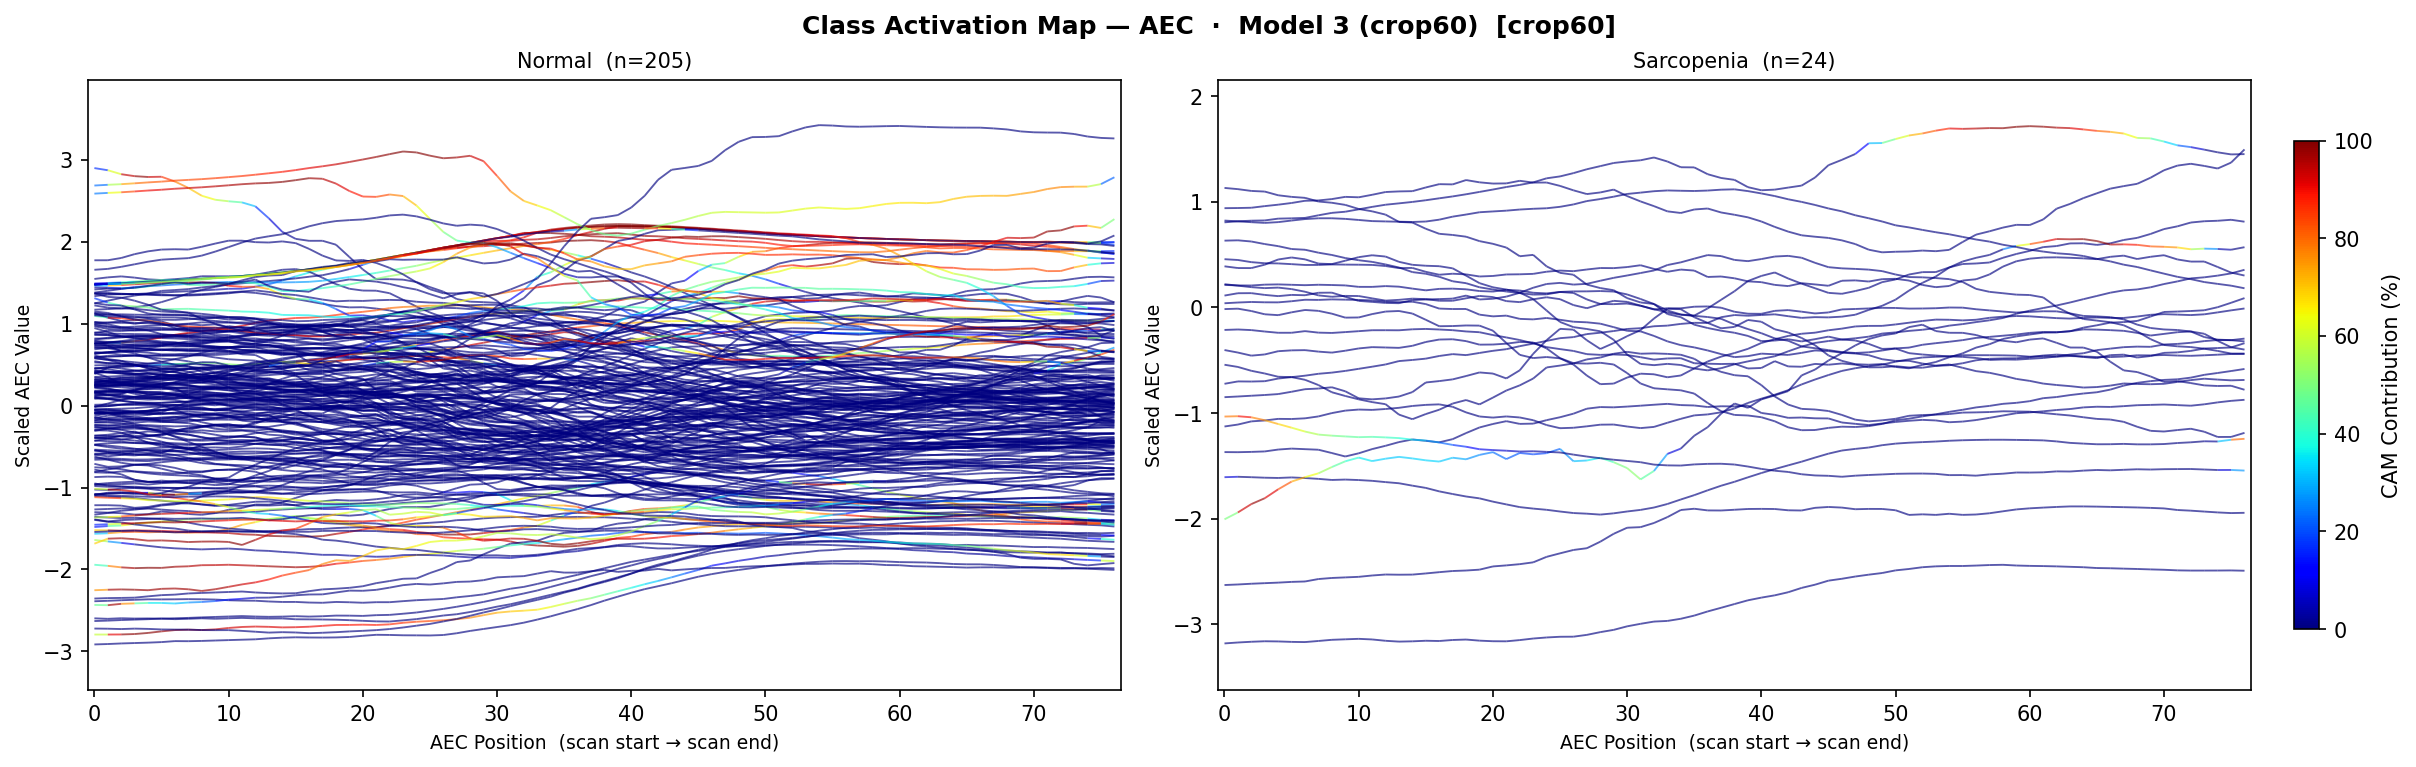 Class Activation Map — AEC · Model 3 (crop60) [crop60]
Normal (n=205)
Scaled AEC Value
3
2
1
0
−1
−2
−3
0 10 20 30 40 50 60 70
AEC Position (scan start → scan end)
Sarcopenia (n=24)
Scaled AEC Value
2
1
0
−1
−2
−3
0 10 20 30 40 50 60 70
AEC Position (scan start → scan end)
100
80
60
40
20
0
CAM Contribution (%)